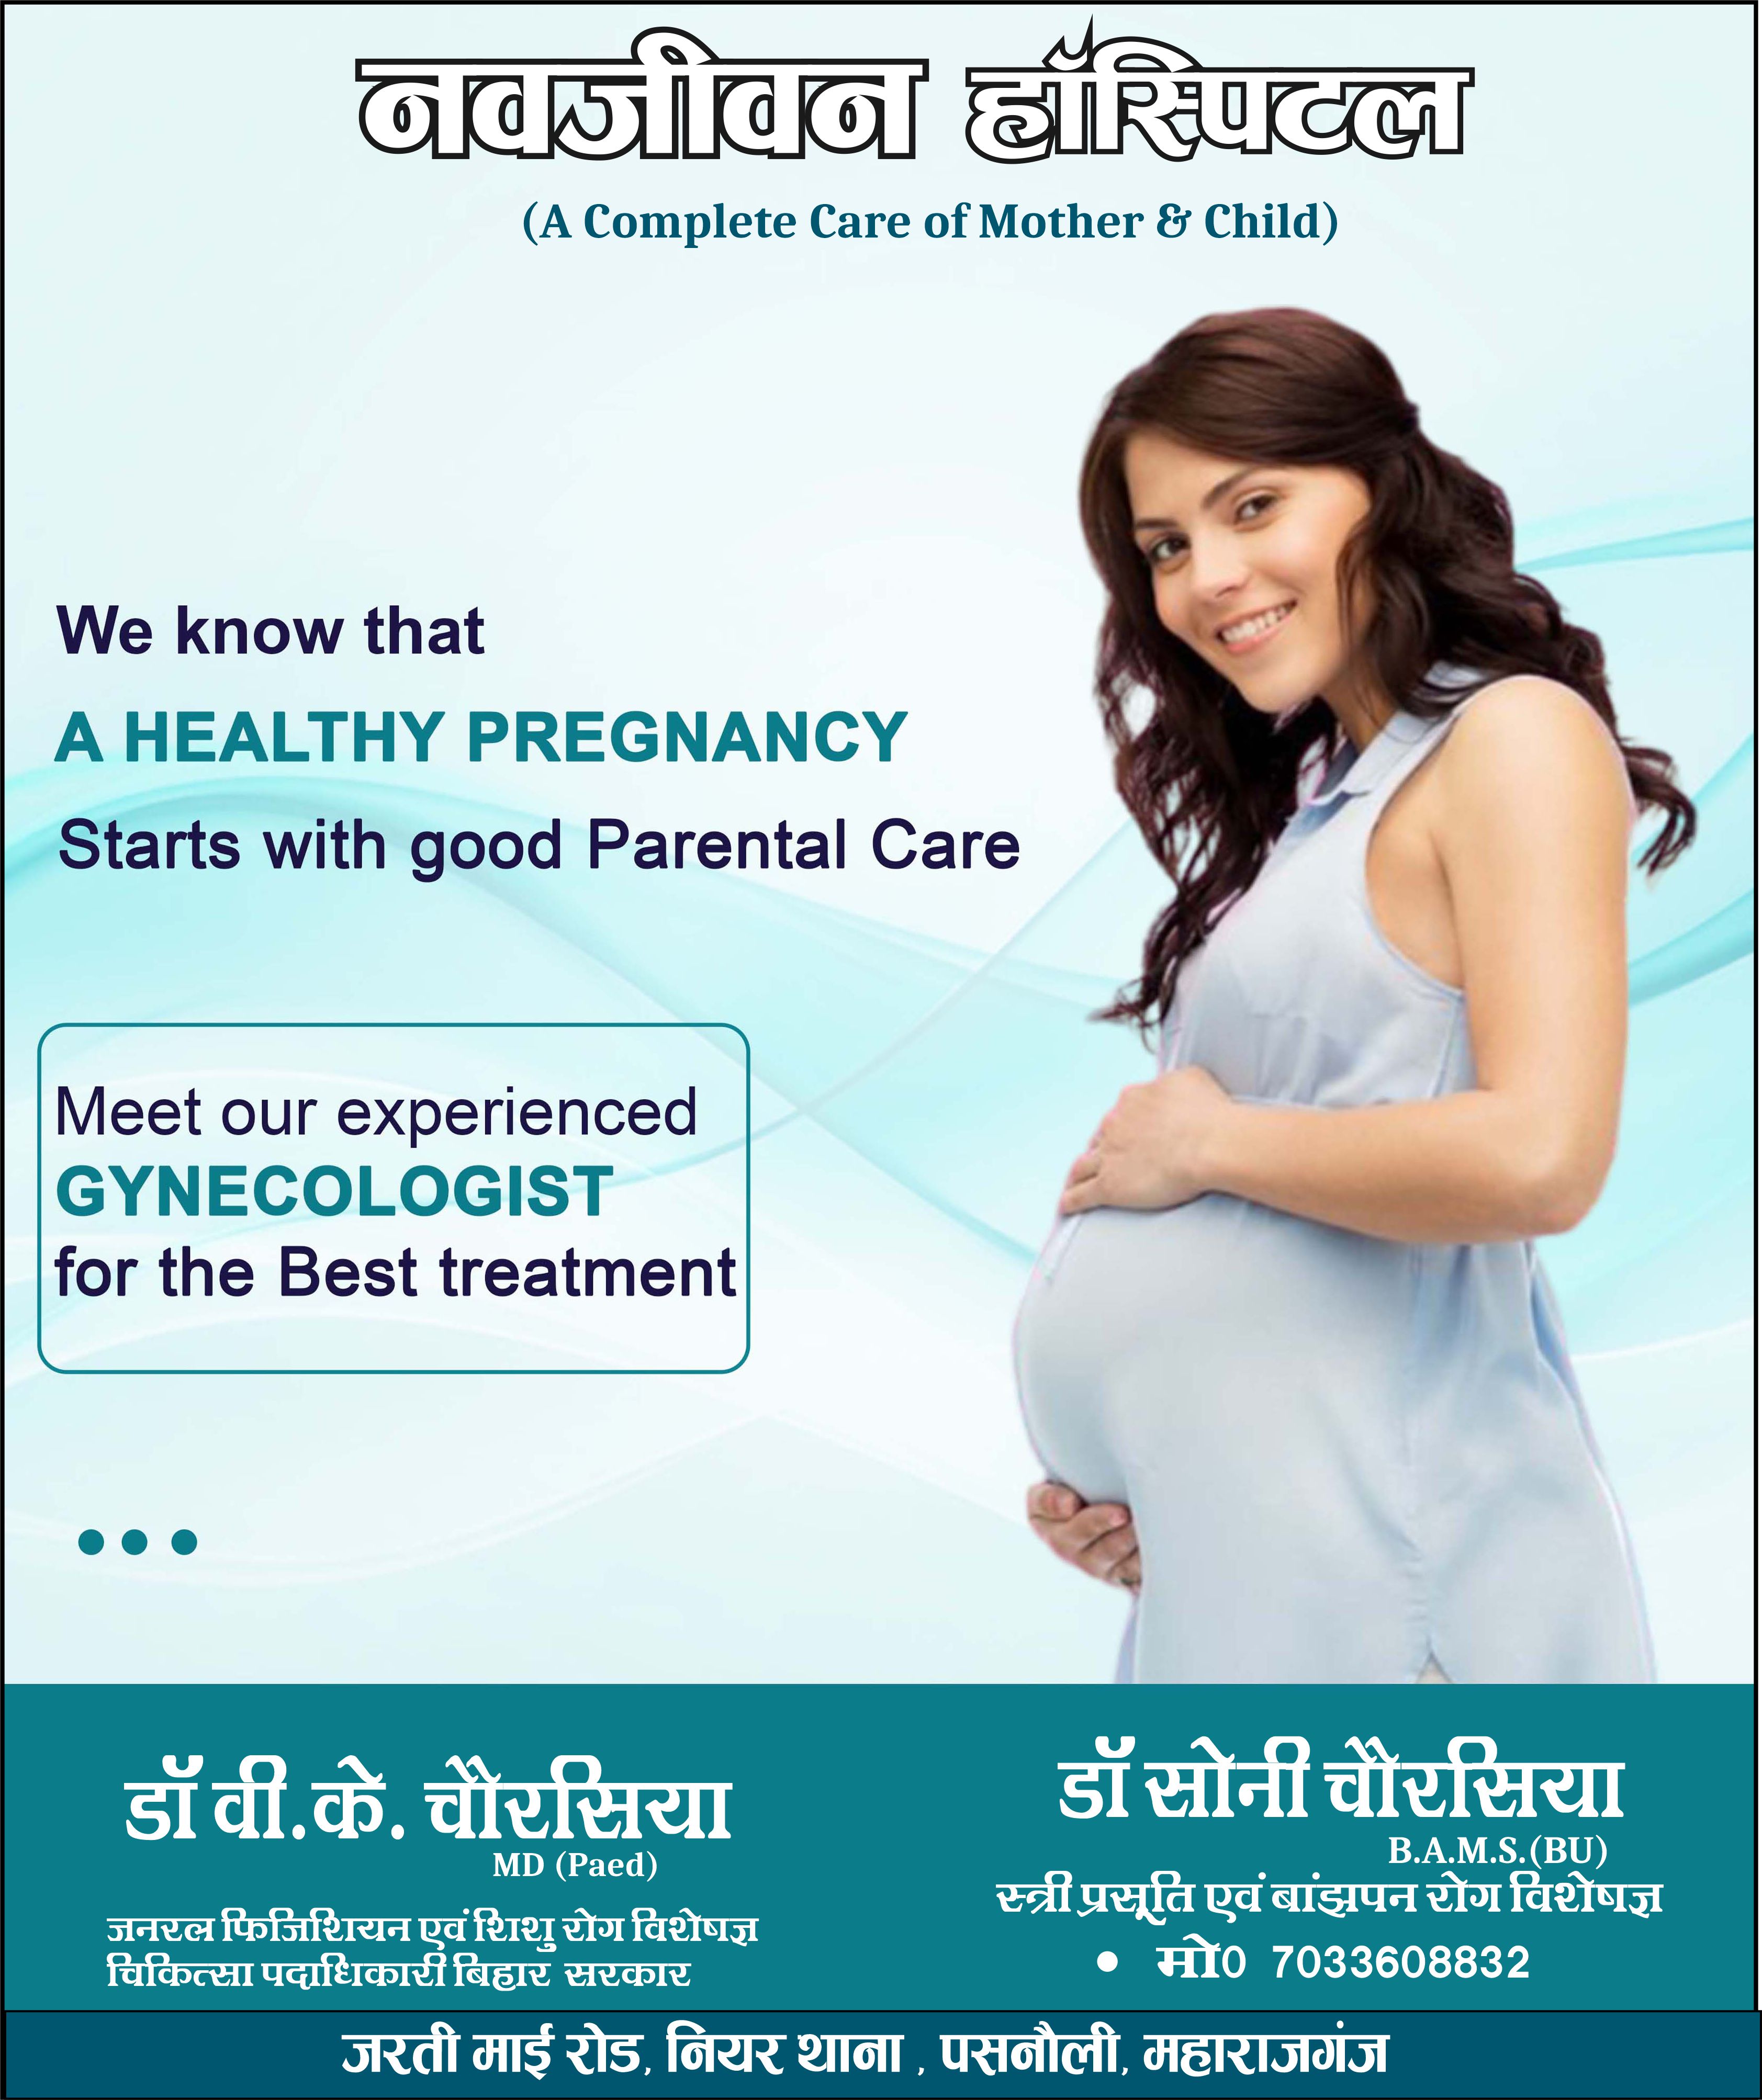 नवजीवन हॉस्पिटल
(A Complete Care of Mother & Child)
We know that
A HEALTHY PREGNANCY
Starts with good Parental Care
Meet our experienced
GYNECOLOGIST
for the Best treatment
डॉ वी.के. चौरसिया
MD (Paed)
जनरल फिजिशियन एवं शिशु रोग विशेषज्ञ
चिकित्सा पदाधिकारी बिहार सरकार
डॉ सोनी चौरसिया
B.A.M.S.(BU)
स्त्री प्रसूति एवं बांझपन रोग विशेषज्ञ
• मो0 7033608832
जरती माई रोड, नियर थाना , पसनौली, महाराजगंज